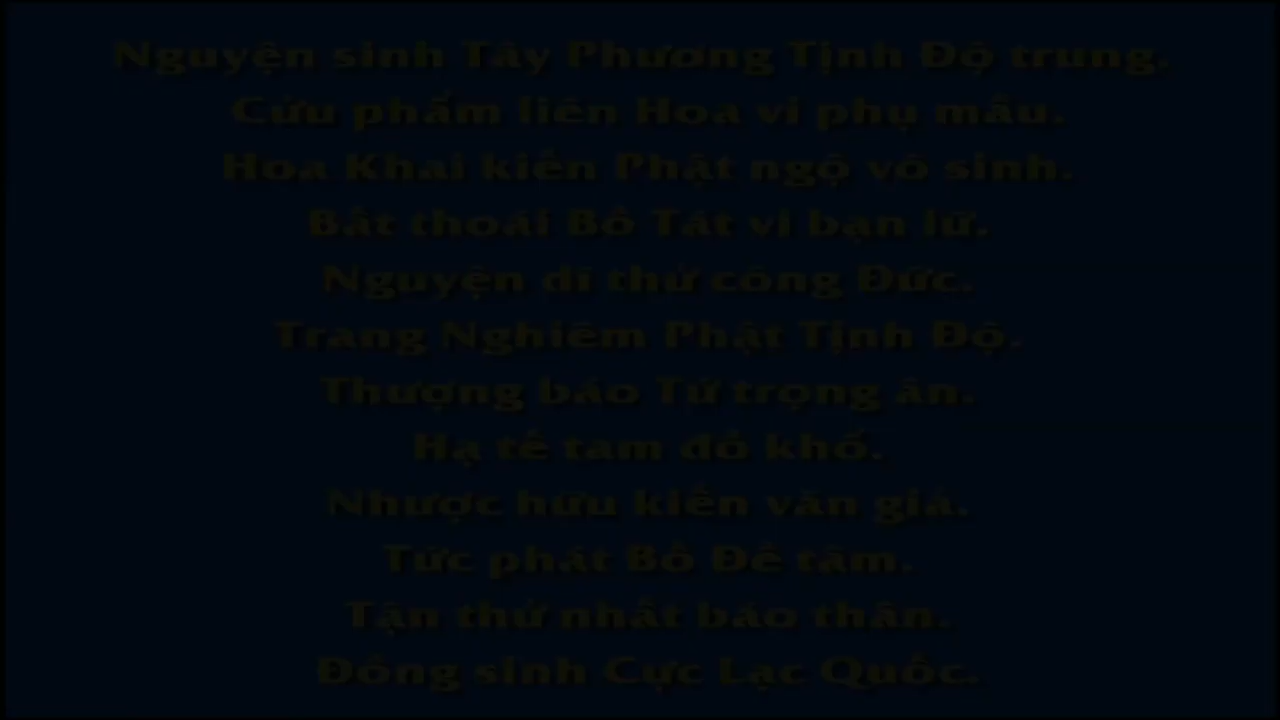 Nguyện sinh Tây Phương Tịnh Độ trung.
Cửu phẩm liên Hoa vi phụ mẫu.
Hoa Khai kiến Phật ngộ vô sinh.
Bất thoái Bồ Tát vi bạn lữ.
Nguyện dĩ thử công Đức.
Trang Nghiêm Phật Tịnh Độ.
Thượng báo Tứ trọng ân.
Hạ tế tam đồ khổ.
Nhược hữu kiến văn giả.
Tức phát Bồ Đề tâm.
Tận thử nhất báo thân.
Đồng sinh Cực Lạc Quốc.